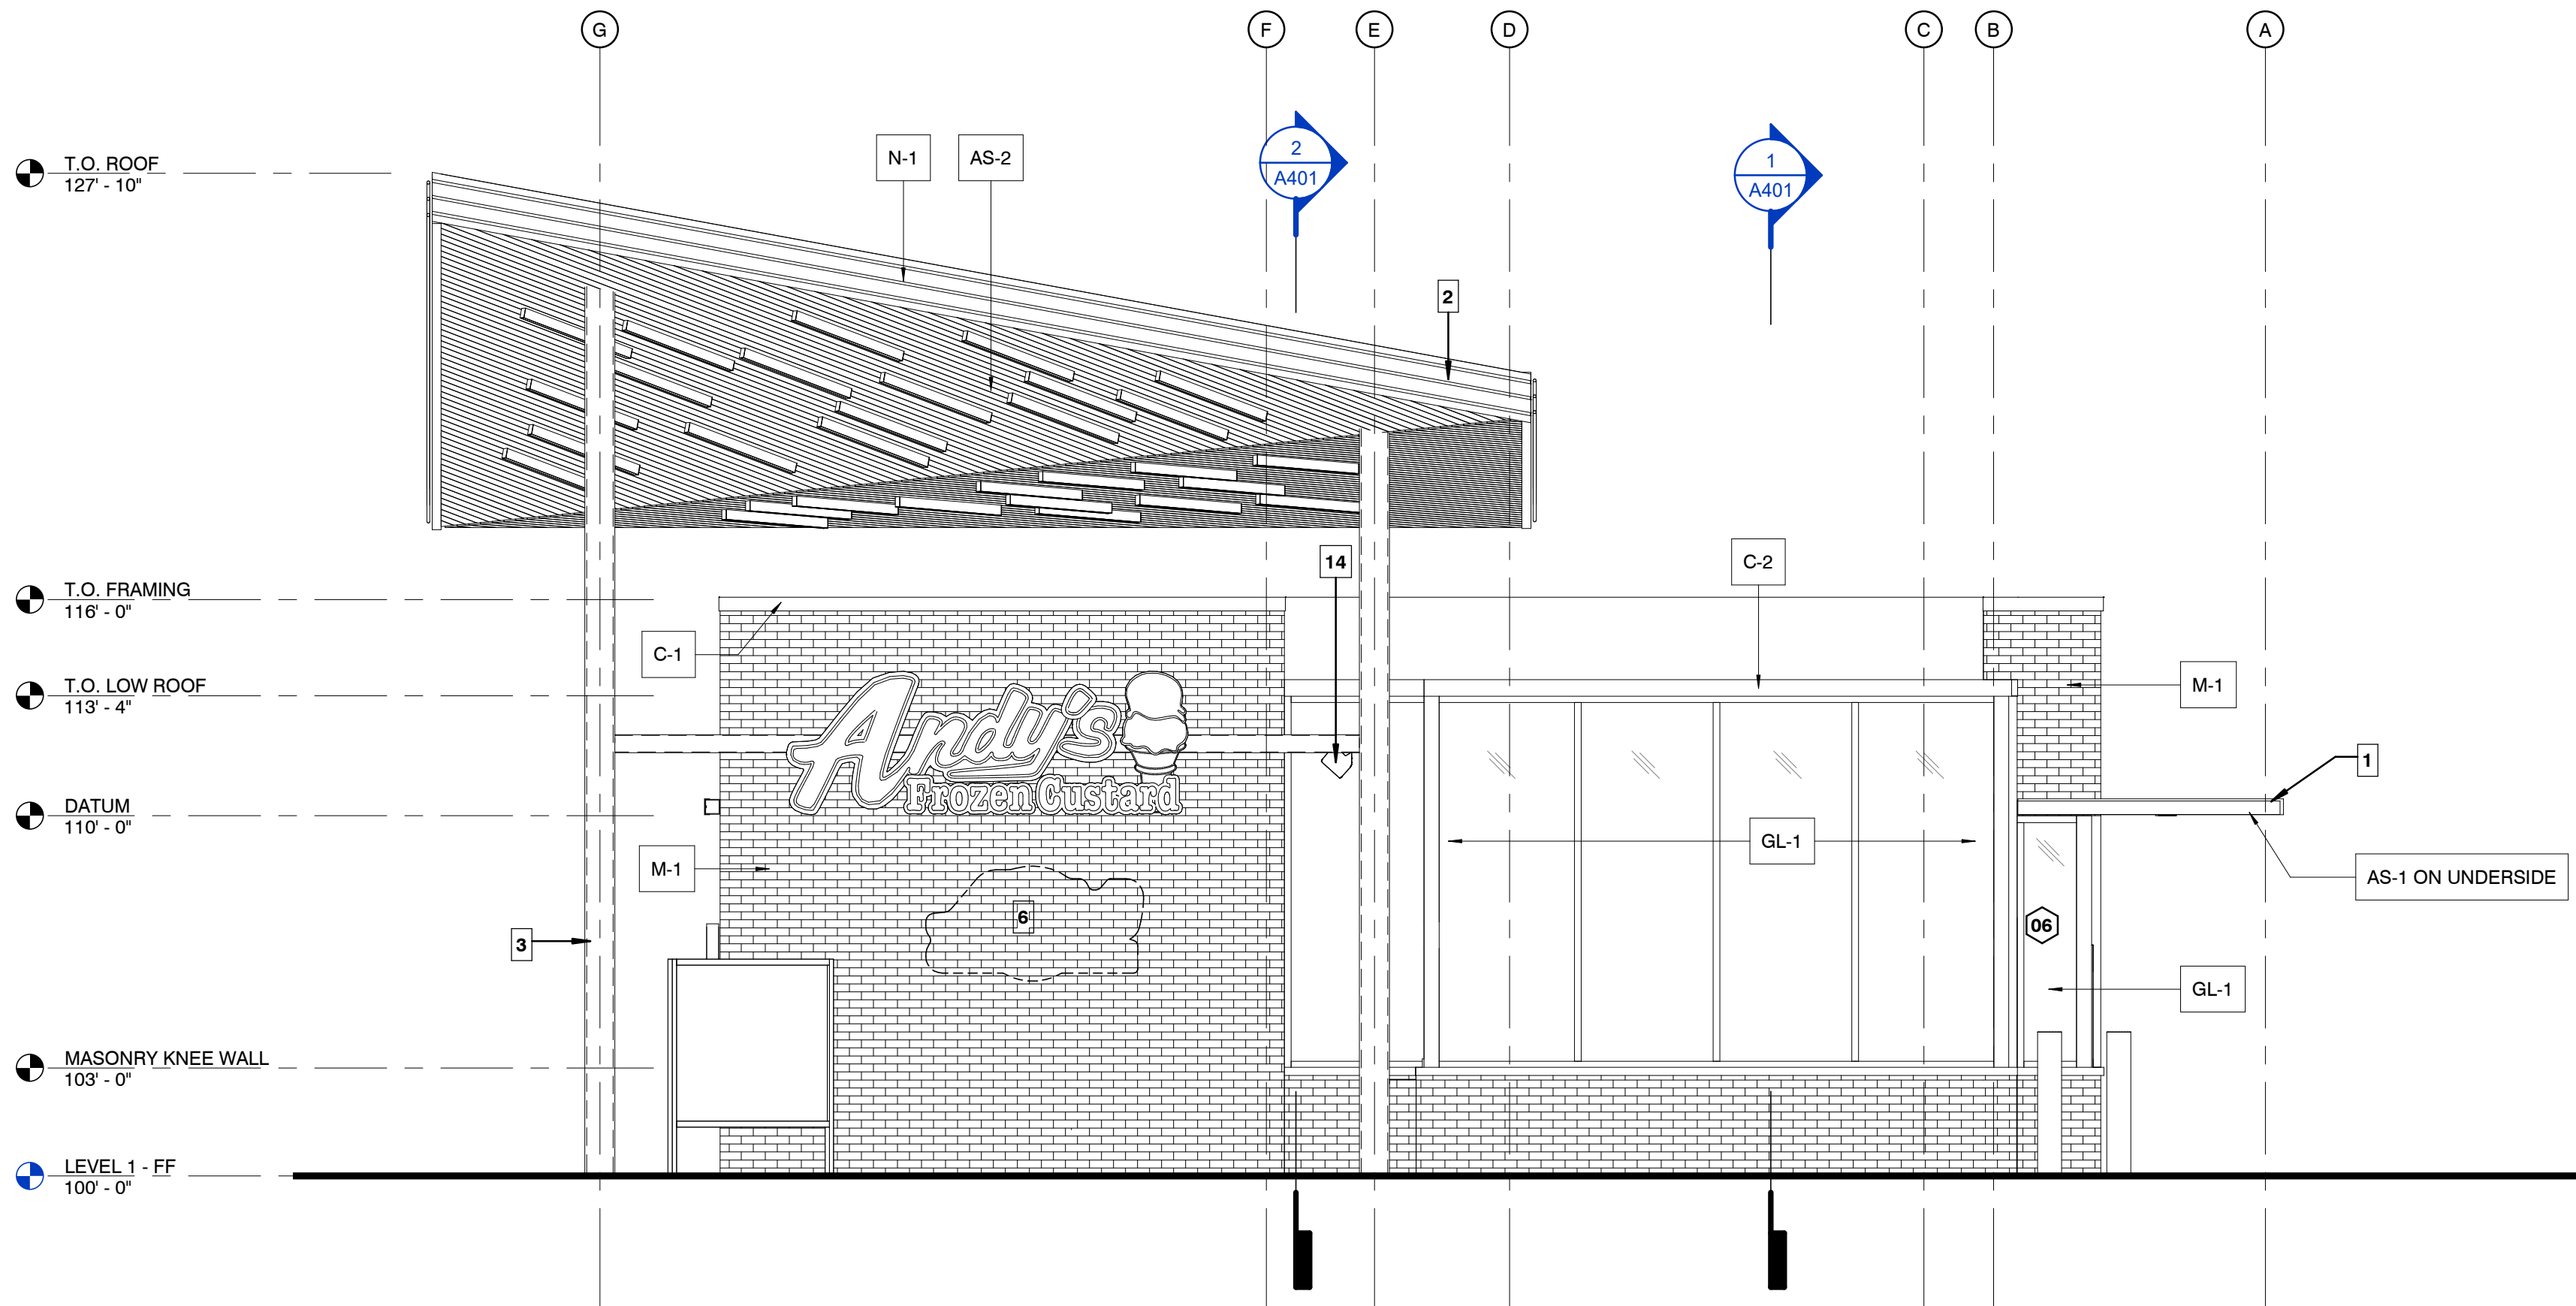 G
F
E
D
C
B
A
T.O. ROOF
127' - 10"
N-1
AS-2
2
A401
1
A401
2
14
C-2
T.O. FRAMING
116' - 0"
C-1
T.O. LOW ROOF
113' - 4"
M-1
Andy's
Frozen Custard
1
DATUM
110' - 0"
GL-1
M-1
AS-1 ON UNDERSIDE
6
06
3
GL-1
MASONRY KNEE WALL
103' - 0"
LEVEL 1 - FF
100' - 0"